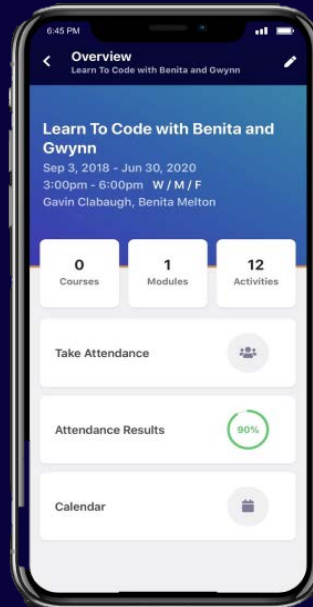 6:45 PM
Overview
Learn To Code with Benita and Gwynn
Learn To Code with Benita and
Gwynn
Sep 3, 2018 - Jun 30, 2020
3:00pm - 6:00pm W / M / F
Gavin Clabaugh, Benita Melton
0 1 12
Courses Modules Activities
Take Attendance
Attendance Results 90%
Calendar